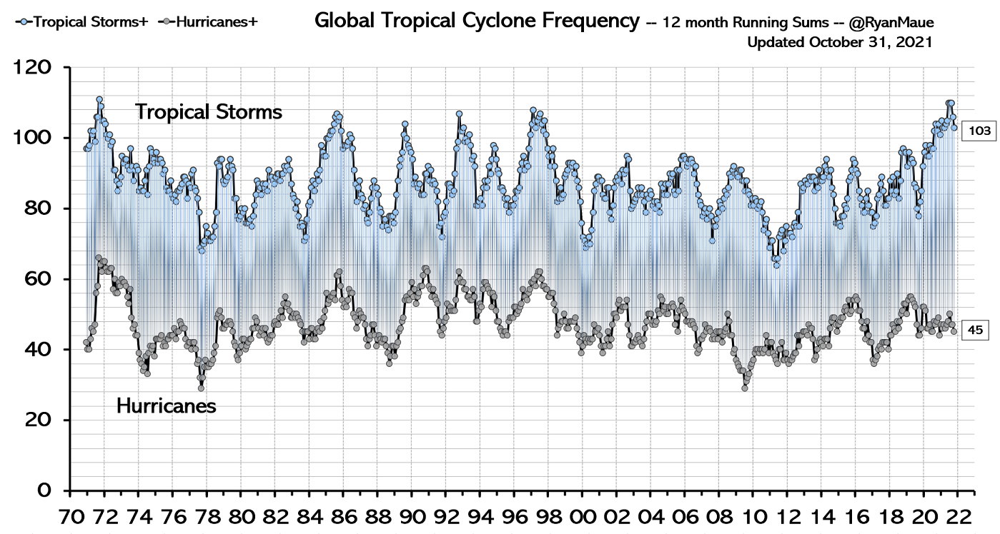 Tropical Storms+ Hurricanes+ Global Tropical Cyclone Frequency -- 12 month Running Sums -- @RyanMaue
Updated October 31, 2021
120
Tropical Storms
100
103
80
60
45
40
Hurricanes
20
0
70 72 74 76 78 80 82 84 86 88 90 92 94 96 98 00 02 04 06 08 10 12 14 16 18 20 22